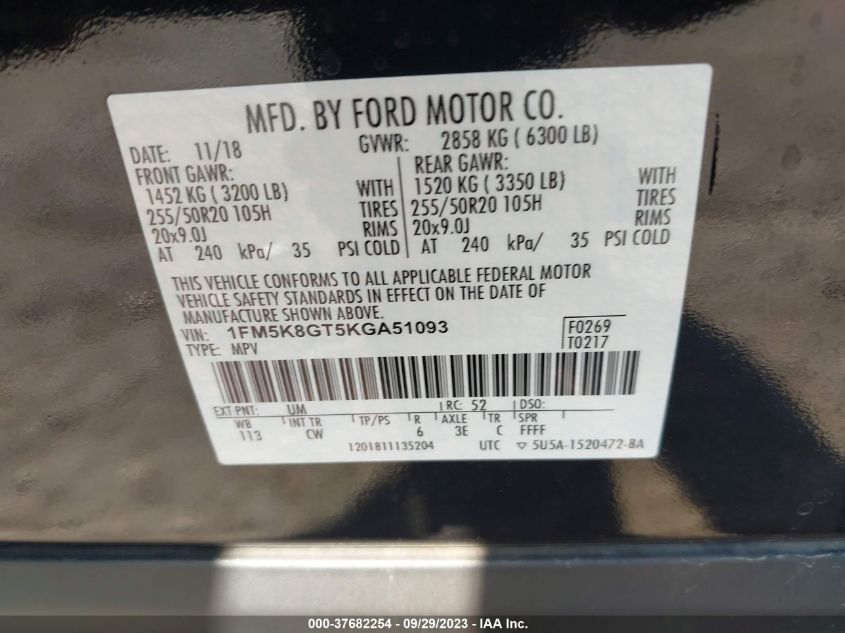 MFD. BY FORD MOTOR CO.
DATE: 11/18 GVWR: 2858 KG ( 6300 LB)
FRONT GAWR: REAR GAWR:
1452 KG ( 3200 LB) WITH 1520 KG ( 3350 LB) WITH
255/50R20 105H TIRES 255/50R20 105H TIRES
20x9.0J RIMS 20x9.0J RIMS
AT 240 kPa/ 35 PSI COLD AT 240 kPa/ 35 PSI COLD
THIS VEHICLE CONFORMS TO ALL APPLICABLE FEDERAL MOTOR
VEHICLE SAFETY STANDARDS IN EFFECT ON THE DATE OF
MANUFACTURE SHOWN ABOVE.
VIN: 1FM5K8GT5KGA51093 F0269
TYPE: MPV T0217
EXT PNT: UM RC: 52 DSO:
WB INT TR TP/PS R AXLE TR SPR
113 CW 6 3E C FFFF
1201811135204 UTC ▽ 5U5A-1520472-BA
000-37682254 - 09/29/2023 - IAA Inc.